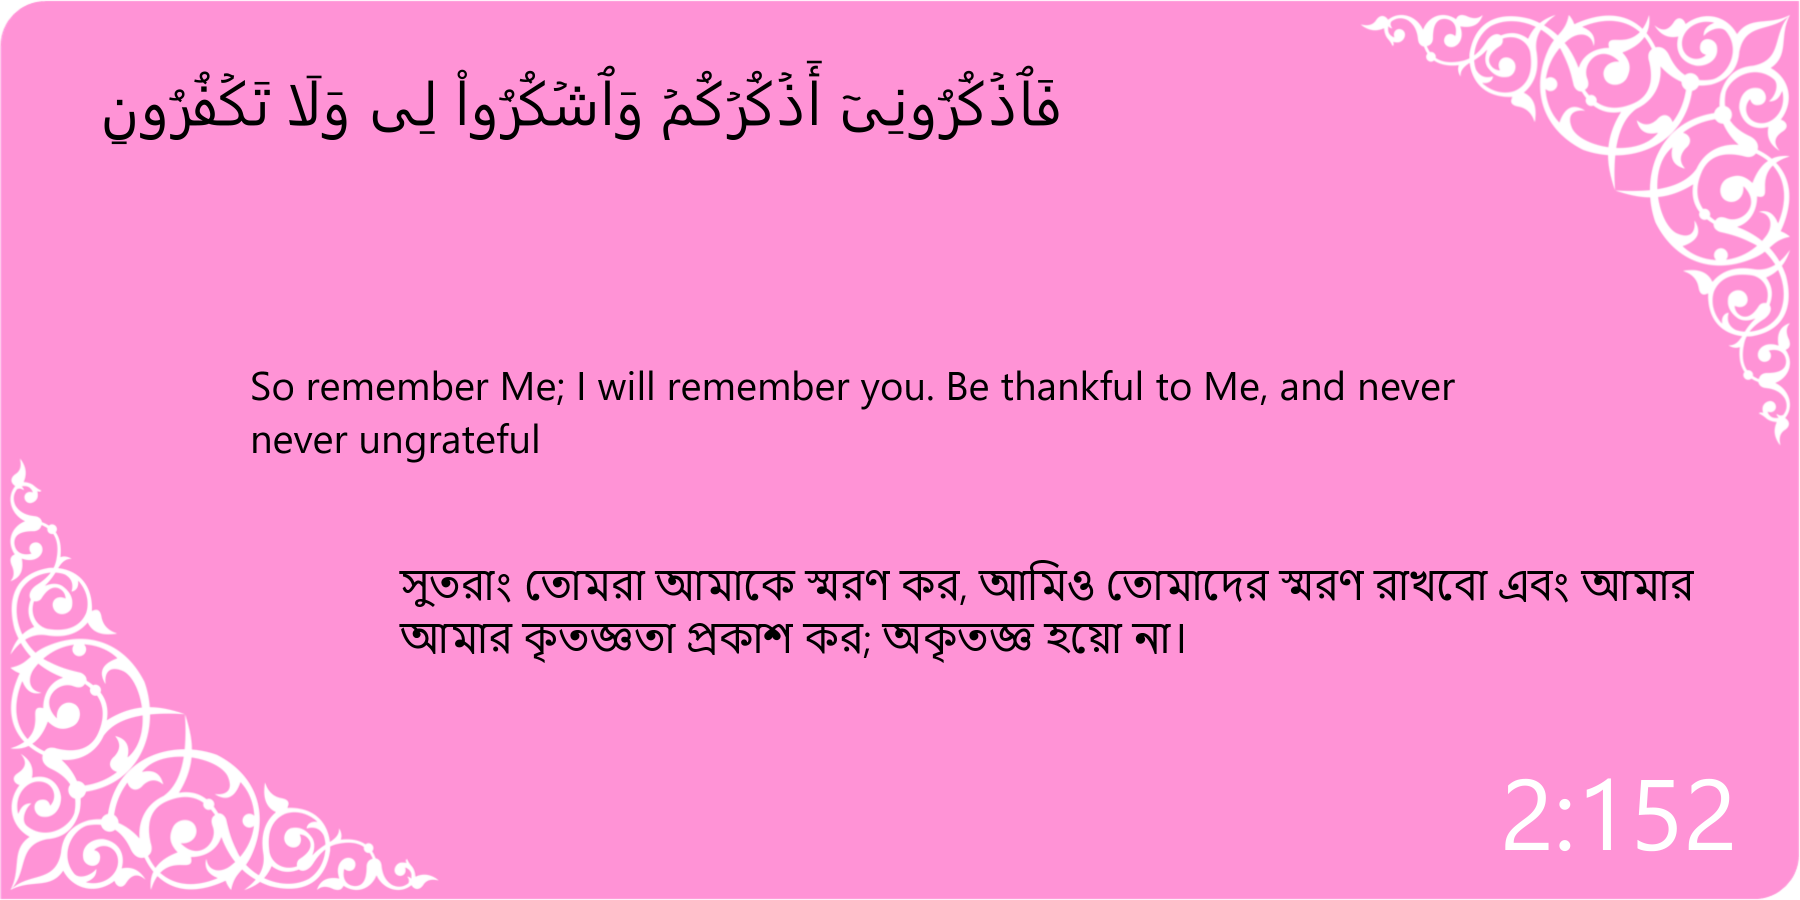 فَٱذْكُرُونِىٓ أَذْكُرْكُمْ وَٱشْكُرُوا۟ لِى وَلَا تَكْفُرُونِ
So remember Me; I will remember you. Be thankful to Me, and never
never ungrateful
সুতরাং তোমরা আমাকে স্মরণ কর, আমিও তোমাদের স্মরণ রাখবো এবং আমার
আমার কৃতজ্ঞতা প্রকাশ কর; অকৃতজ্ঞ হয়ো না।
2:152